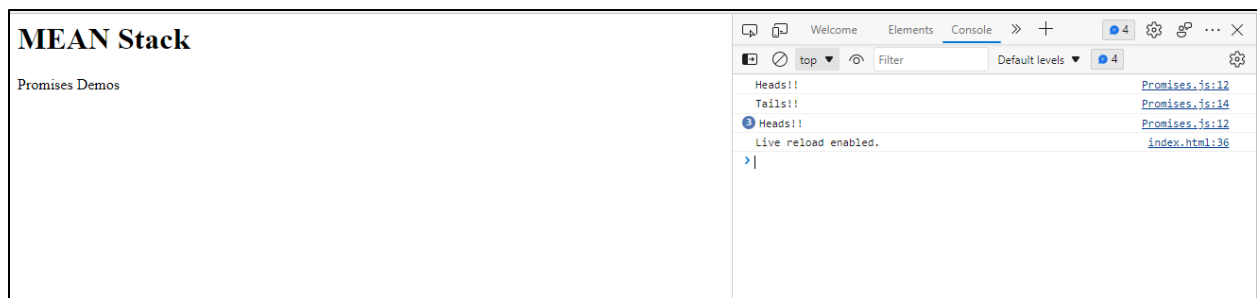 MEAN Stack
Promises Demos
Welcome Elements Console 4
top Filter Default levels 4
Heads!! Promises.js:12
Tails!! Promises.js:14
3 Heads!! Promises.js:12
Live reload enabled. index.html:36